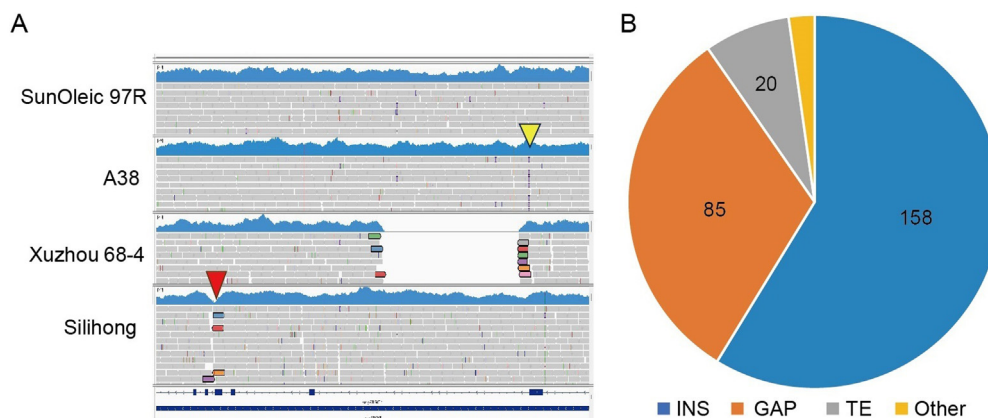 A
B
SunOleic 97R
A38
Xuzhou 68-4
Silihong
20
85
158
INS GAP TE Other